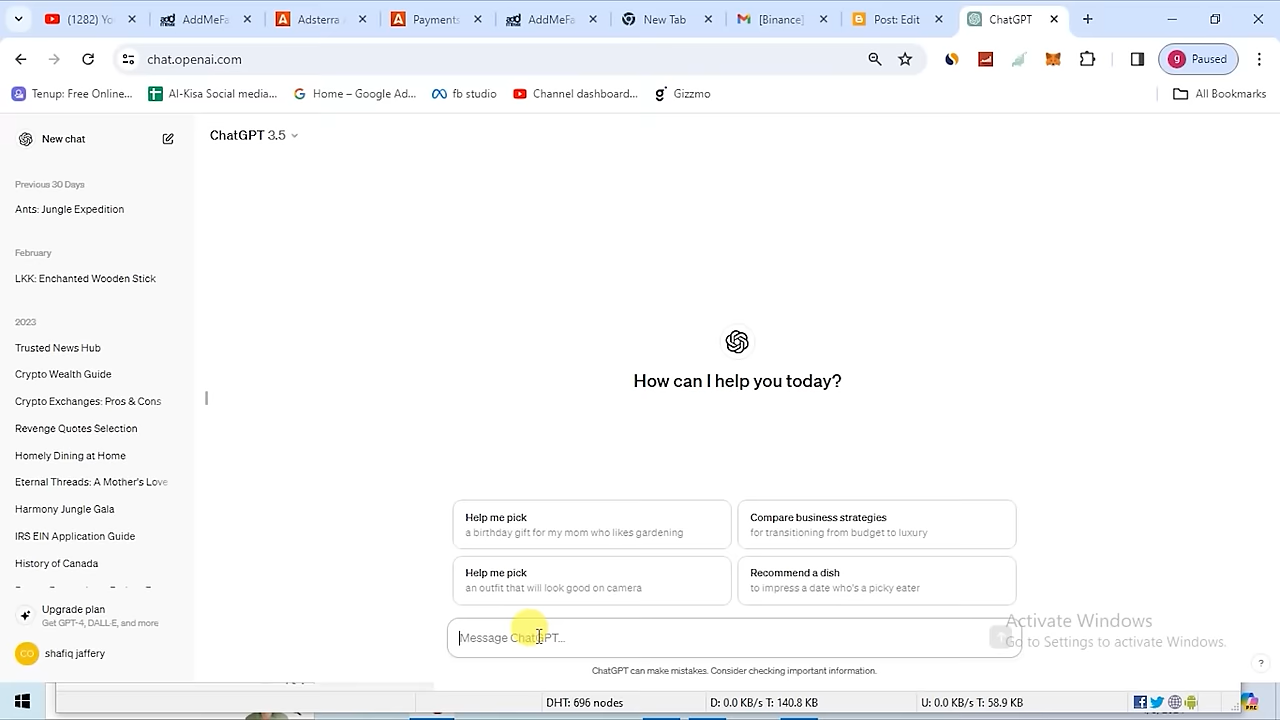 (1282) Yo
AddMeFa
Adsterra
Payments
AddMeFa
New Tab
[Binance]
Post: Edit
ChatGPT
chat.openai.com
Paused
Tenup: Free Online...
Al-Kisa Social media...
Home – Google Ad...
fb studio
Channel dashboard...
Gizzmo
All Bookmarks
New chat
ChatGPT 3.5
Previous 30 Days
Ants: Jungle Expedition
February
LKK: Enchanted Wooden Stick
2023
Trusted News Hub
Crypto Wealth Guide
Crypto Exchanges: Pros & Cons
Revenge Quotes Selection
Homely Dining at Home
Eternal Threads: A Mother's Love
Harmony Jungle Gala
IRS EIN Application Guide
History of Canada
Upgrade plan
Get GPT-4, DALL·E, and more
CO
shafiq jaffery
How can I help you today?
Help me pick
a birthday gift for my mom who likes gardening
Compare business strategies
for transitioning from budget to luxury
Help me pick
an outfit that will look good on camera
Recommend a dish
to impress a date who's a picky eater
Message ChatGPT...
Activate Windows
Go to Settings to activate Windows.
ChatGPT can make mistakes. Consider checking important information.
?
DHT: 696 nodes
D: 0.0 KB/s T: 140.8 KB
U: 0.0 KB/s T: 58.9 KB